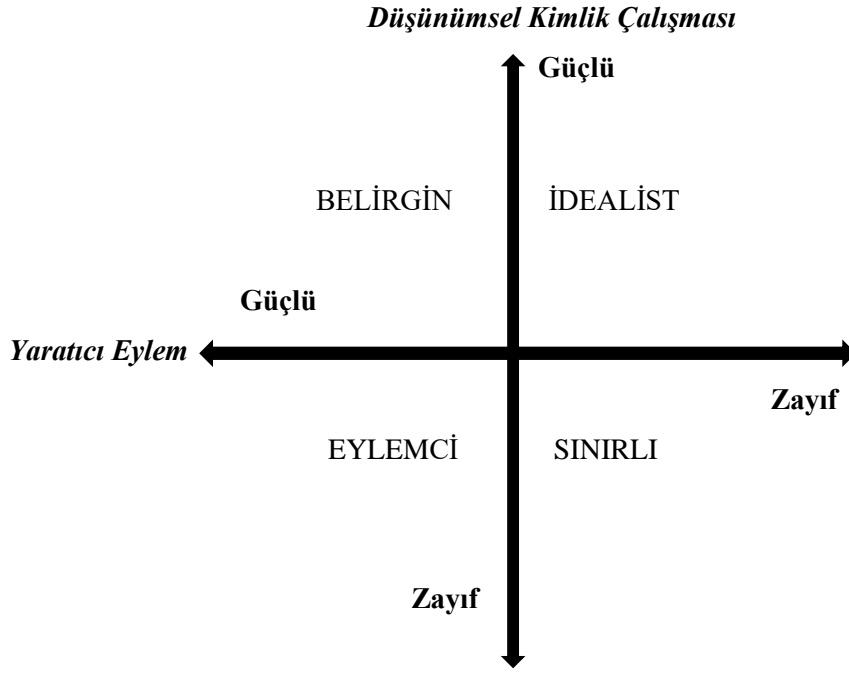 Düşünümsel Kimlik Çalışması
Güçlü
BELİRGİN İDEALİST
Güçlü
Yaratıcı Eylem
Zayıf
EYLEMCİ SINIRLI
Zayıf